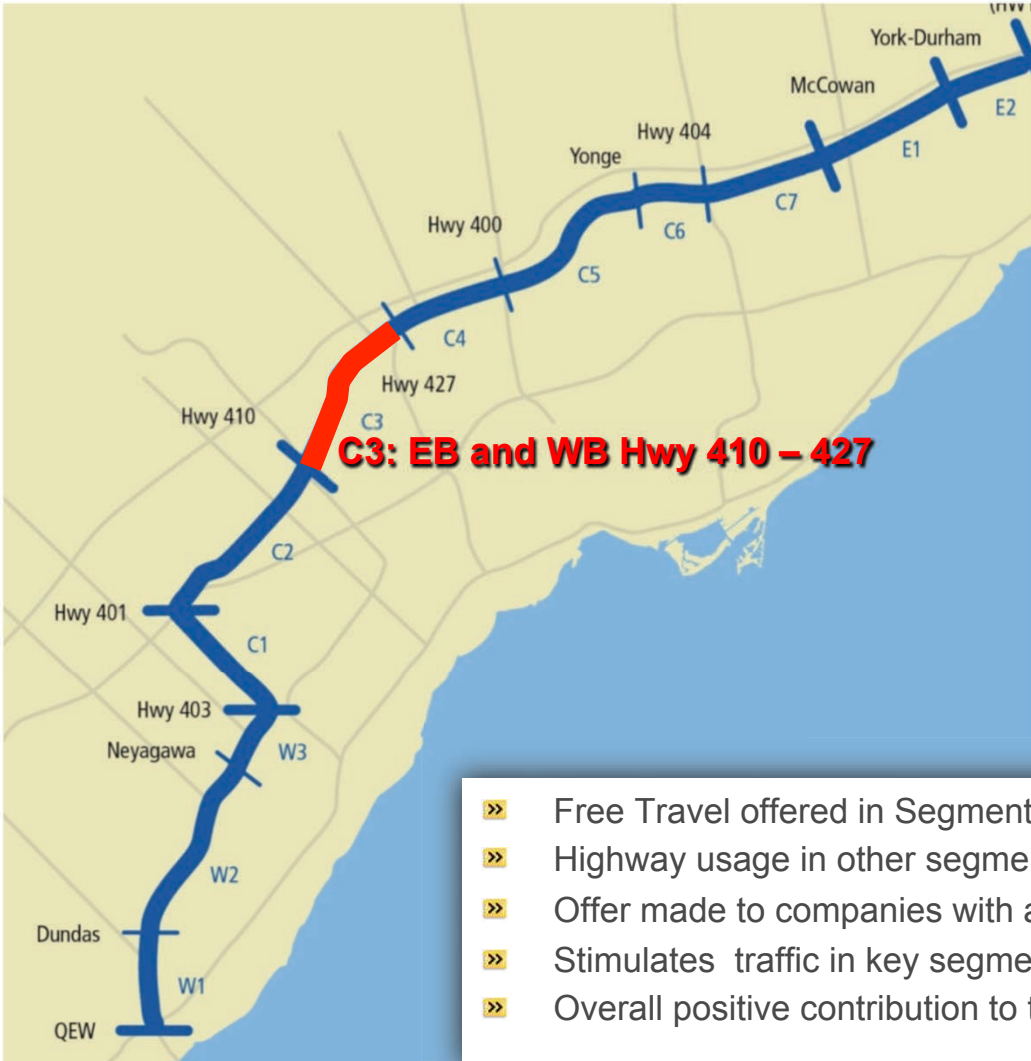 York-Durham
E2
McCowan
E1
Hwy 404
C7
Yonge
C6
Hwy 400
C5
C4
Hwy 427
C3
Hwy 410
C3: EB and WB Hwy 410 – 427
C2
Hwy 401
C1
Hwy 403
Neyagawa
W3
W2
Dundas
W1
QEW
Free Travel offered in Segment
Highway usage in other segme
Offer made to companies with a
Stimulates traffic in key segme
Overall positive contribution to t